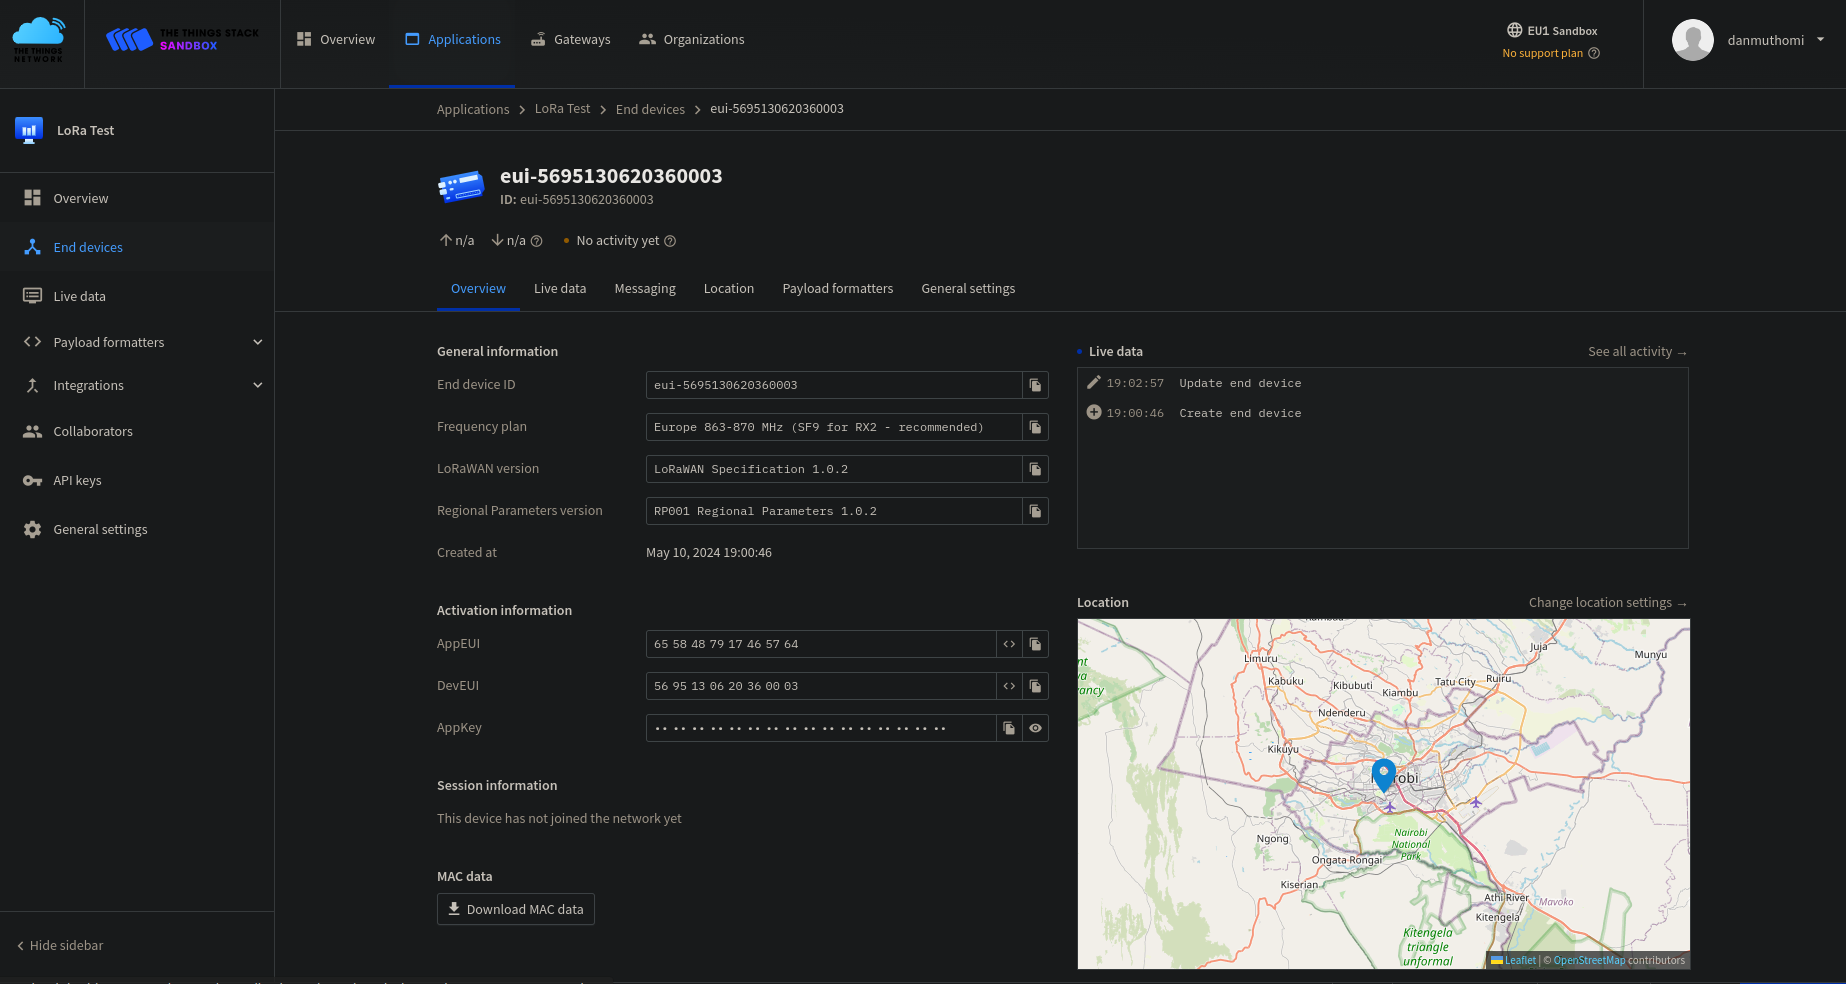 THE THINGS NETWORK
THE THINGS STACK
SANDBOX
Overview
Applications
Gateways
Organizations
EU1 Sandbox
No support plan
danmuthomi
LoRa Test
Overview
End devices
Live data
Payload formatters
Integrations
Collaborators
API keys
General settings
Hide sidebar
Applications > LoRa Test > End devices > eui-5695130620360003
eui-5695130620360003
ID: eui-5695130620360003
↑ n/a ↓ n/a • No activity yet
Overview
Live data
Messaging
Location
Payload formatters
General settings
General information
End device ID eui-5695130620360003
Frequency plan Europe 863-870 MHz (SF9 for RX2 - recommended)
LoRaWAN version LoRaWAN Specification 1.0.2
Regional Parameters version RP001 Regional Parameters 1.0.2
Created at May 10, 2024 19:00:46
Activation information
AppEUI 65 58 48 79 17 46 57 64
DevEUI 56 95 13 06 20 36 00 03
AppKey •• •• •• •• •• •• •• •• •• •• •• •• •• •• •• ••
Session information
This device has not joined the network yet
MAC data
Download MAC data
Live data
See all activity →
19:02:57 Update end device
19:00:46 Create end device
Location
Change location settings →
Juja
Munyu
Limuru
Kabuku
Kibubuti
Kiambu
Tatu City
Ruiru
Ndenderu
Kikuyu
Ngong
Nairobi
National
Park
Ongata Rongai
Kiserian
Athi River
Mavoko
Kitengela
Kitengela
triangle
unformal
Leaflet | © OpenStreetMap contributors